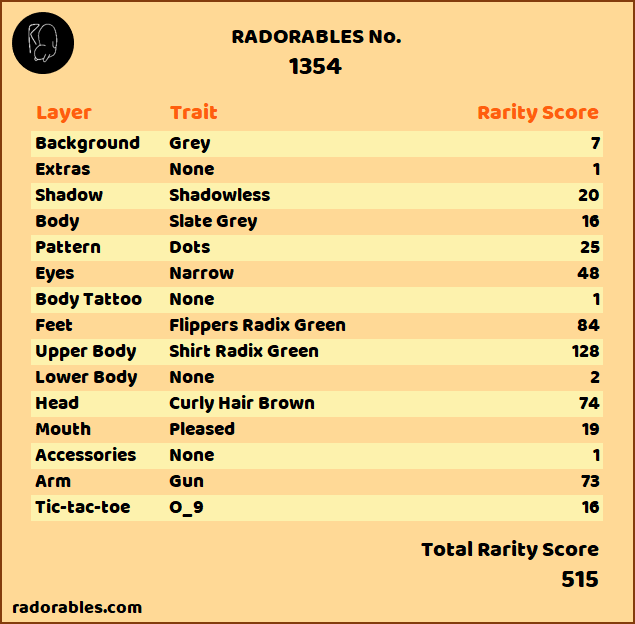 RADORABLES No.
1354
Layer Trait Rarity Score
Background Grey 7
Extras None 1
Shadow Shadowless 20
Body Slate Grey 16
Pattern Dots 25
Eyes Narrow 48
Body Tattoo None 1
Feet Flippers Radix Green 84
Upper Body Shirt Radix Green 128
Lower Body None 2
Head Curly Hair Brown 74
Mouth Pleased 19
Accessories None 1
Arm Gun 73
Tic-tac-toe O_9 16
Total Rarity Score
515
radorables.com